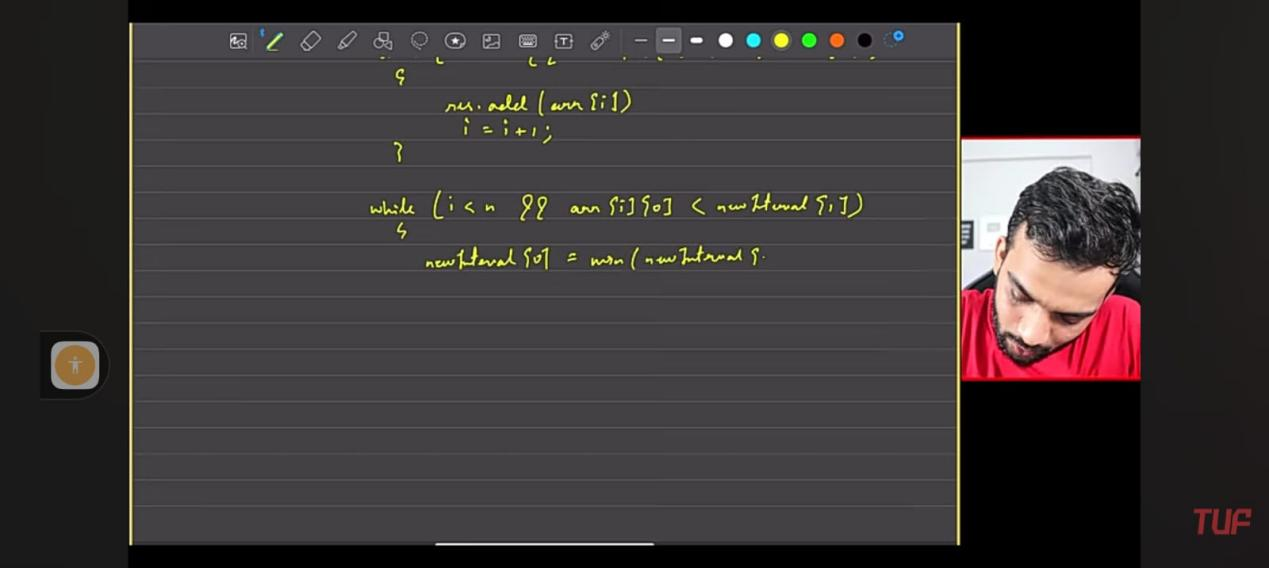 {
res.add(arr[i])
i = i+1;
}
while (i < n && arr[i][0] < newInterval[1])
{
newInterval[0] = min(newInterval[
TUF